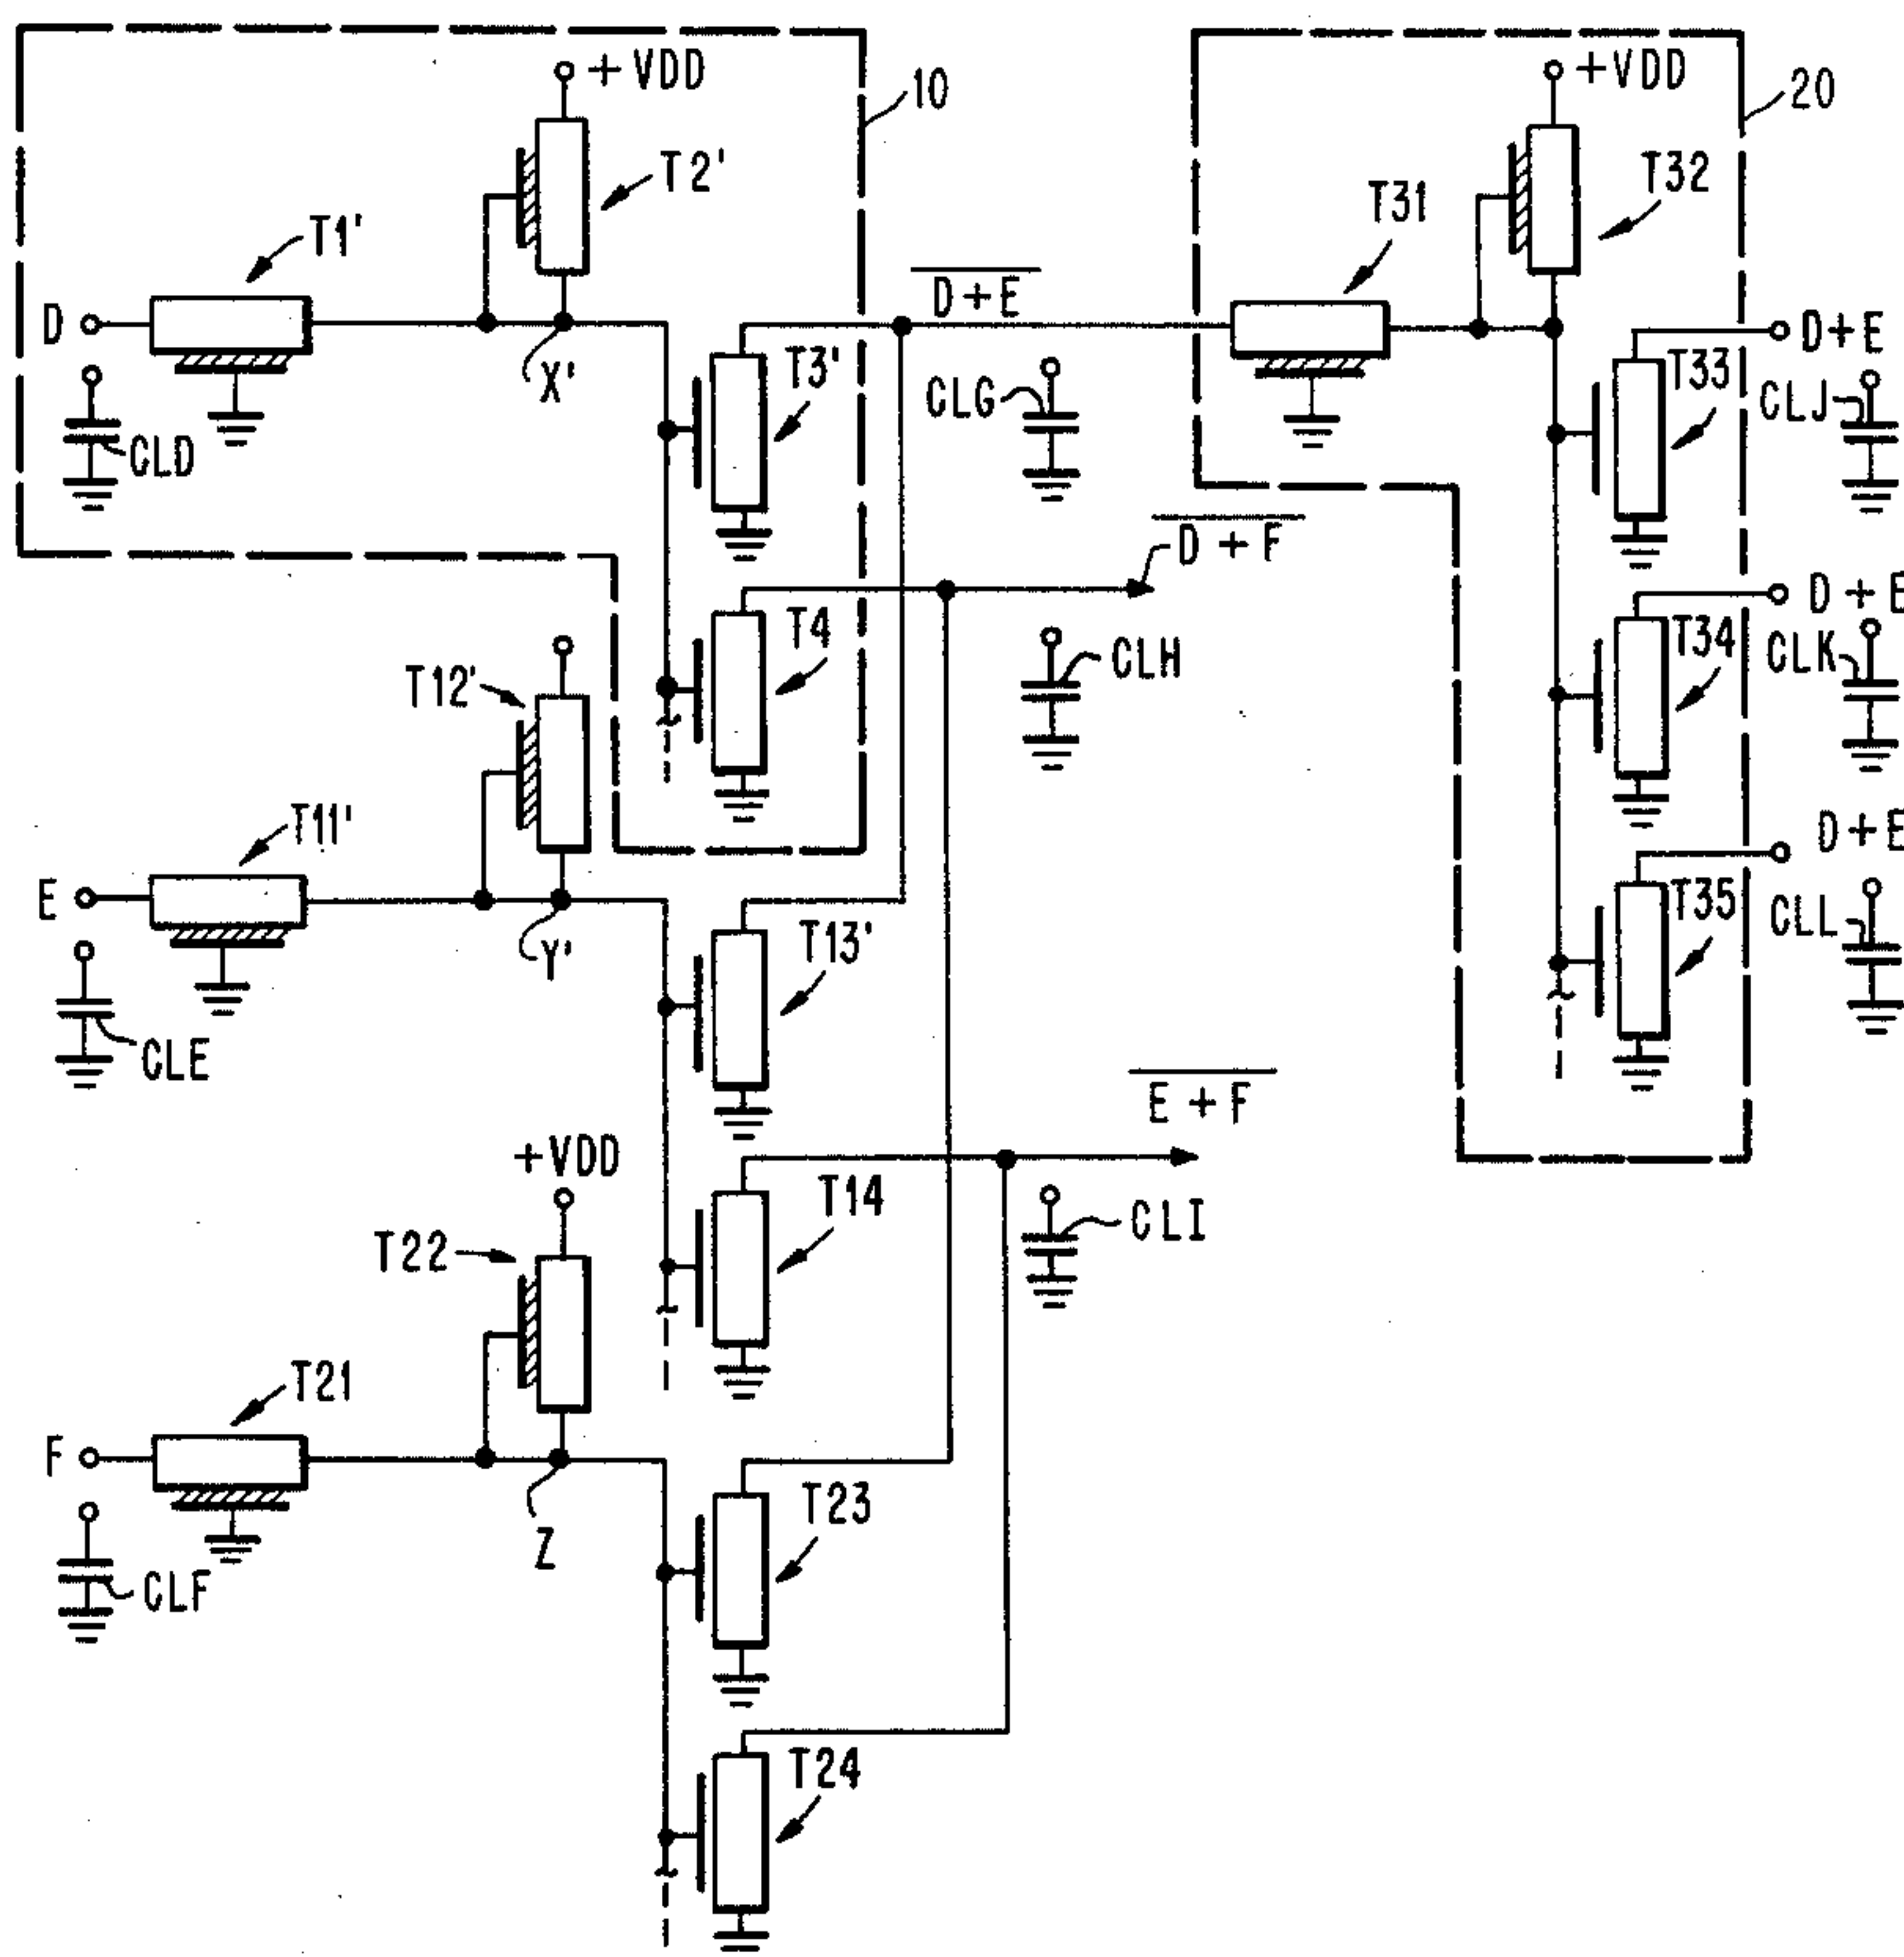 +VDD
10
+VDD
20
T2'
T32
T31
T1'
D+E
D
X'
T3'
T33
D+E
CLG
CLJ
CLD
D+F
D+E
T4
T34
CLH
CLK
T12'
T11'
D+E
T35
CLL
E
Y'
T13'
CLE
E+F
+VDD
T14
CLI
T22
T21
F
T23
Z
CLF
T24